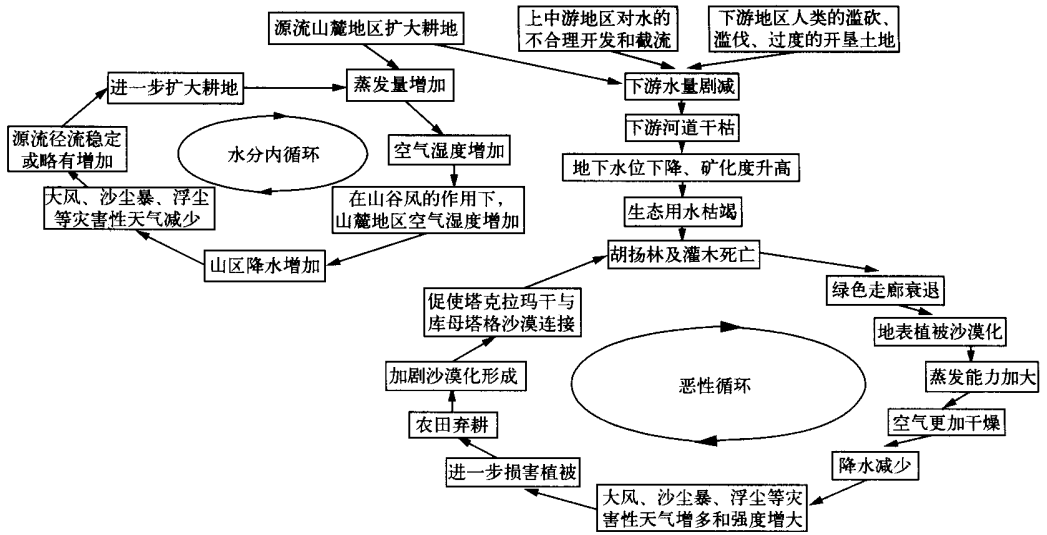 源流山麓地区扩大耕地
上中游地区对水的
不合理开发和截流
下游地区人类的滥砍、
滥伐、过度的开垦土地
进一步扩大耕地
蒸发量增加
下游水量剧减
源流径流稳定
或略有增加
水分内循环
空气湿度增加
下游河道干枯
地下水位下降、矿化度升高
大风、沙尘暴、浮尘
等灾害性天气减少
在山谷风的作用下，
山麓地区空气湿度增加
生态用水枯竭
山区降水增加
胡扬林及灌木死亡
绿色走廊衰退
促使塔克拉玛干与
库母塔格沙漠连接
地表植被沙漠化
加剧沙漠化形成
恶性循环
蒸发能力加大
农田弃耕
空气更加干燥
进一步损害植被
降水减少
大风、沙尘暴、浮尘等灾
害性天气增多和强度增大